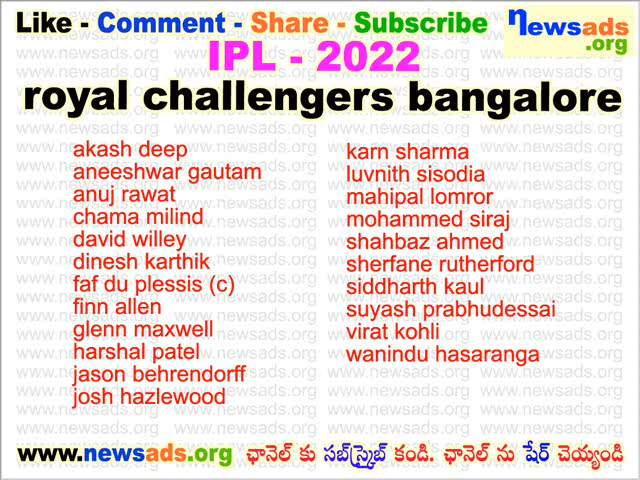 Like - Comment - Share - Subscribe
newsads
.org
IPL - 2022
royal challengers bangalore
akash deep
aneeshwar gautam
anuj rawat
chama milind
david willey
dinesh karthik
faf du plessis (c)
finn allen
glenn maxwell
harshal patel
jason behrendorff
josh hazlewood
karn sharma
luvnith sisodia
mahipal lomror
mohammed siraj
shahbaz ahmed
sherfane rutherford
siddharth kaul
suyash prabhudessai
virat kohli
wanindu hasaranga
www.newsads.org ఛానెల్ కు సబ్‌స్క్రైబ్ కండి. ఛానెల్ ను షేర్ చెయ్యండి